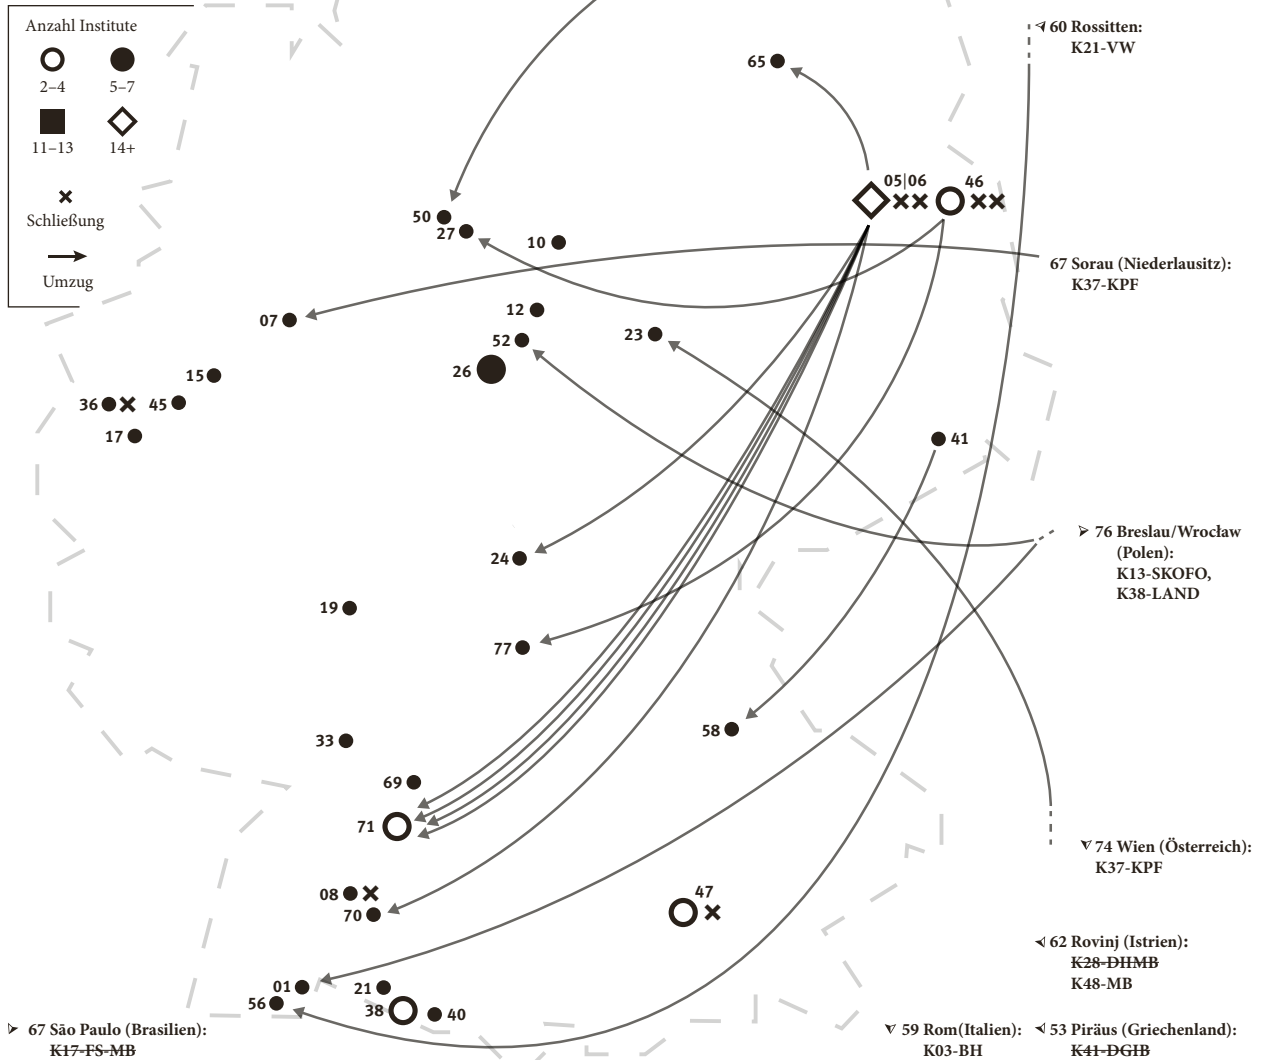 Anzahl Institute
2–4 5–7
11–13 14+
Schließung
Umzug
65
05|06 46
50
27
10
07
12
52
23
26
15
36 45
17
41
24
19
77
58
33
69
71
08
70
47
01
56
21
38
40
60 Rossitten:
K21-VW
67 Sorau (Niederlausitz):
K37-KPF
76 Breslau/Wrocław
(Polen):
K13-SKOFO,
K38-LAND
74 Wien (Österreich):
K37-KPF
62 Rovinj (Istrien):
K28-DHMB
K48-MB
67 São Paulo (Brasilien):
K17-FS-MB
59 Rom(Italien):
K03-BH
53 Piräus (Griechenland):
K41-DGIB